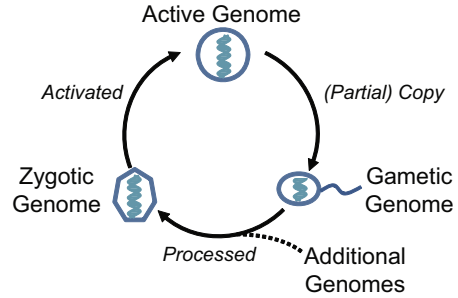 Active Genome
Activated
(Partial) Copy
Zygotic
Genome
Gametic
Genome
Processed
Additional
Genomes